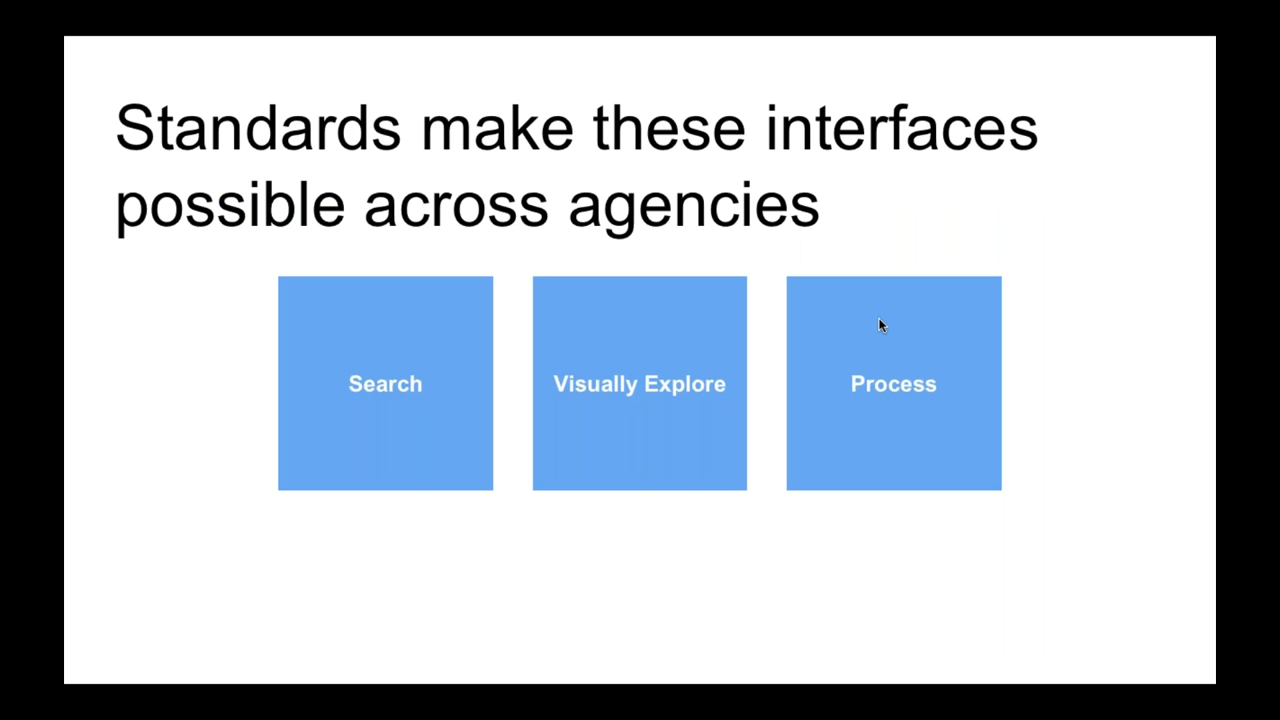 Standards make these interfaces
possible across agencies
Search
Visually Explore
Process